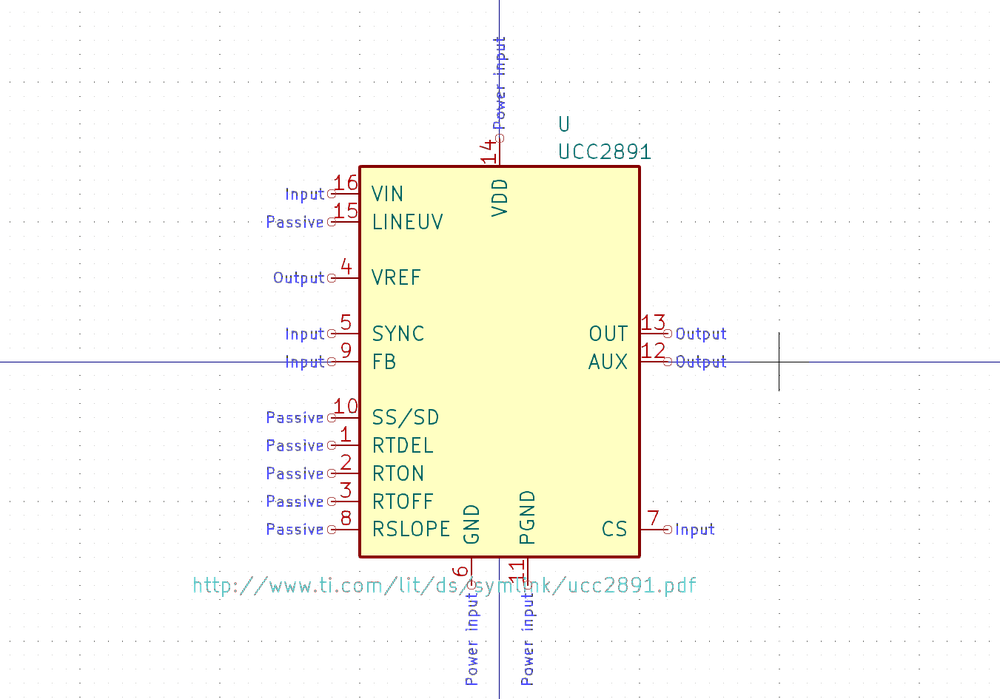 Power input
14
U
UCC2891
VDD
Input 16 VIN
Passive 15 LINEUV
Output 4 VREF
Input 5 SYNC
OUT 13 Output
Input 9 FB
AUX 12 Output
Passive 10 SS/SD
Passive 1 RTDEL
Passive 2 RTON
Passive 3 RTOFF
Passive 8 RSLOPE
GND
PGND
CS 7 Input
6
11
http://www.ti.com/lit/ds/symlink/ucc2891.pdf
Power input
Power input